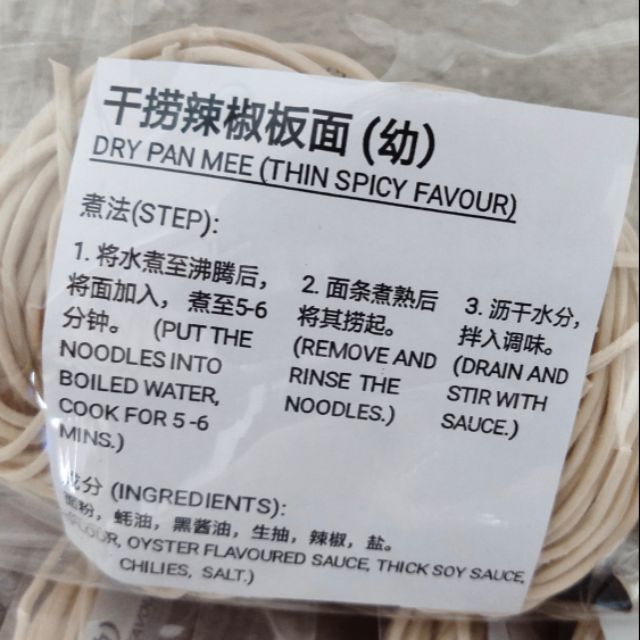 干捞辣椒板面 (幼)
DRY PAN MEE (THIN SPICY FAVOUR)
煮法(STEP):
1. 将水煮至沸腾后，
将面加入， 煮至5-6
分钟。 (PUT THE
NOODLES INTO
BOILED WATER,
COOK FOR 5 -6
MINS.)
2. 面条煮熟后
将其捞起。
(REMOVE AND
RINSE THE
NOODLES.)
3. 沥干水分，
拌入调味。
(DRAIN AND
STIR WITH
SAUCE.)
成分 (INGREDIENTS):
面粉，蚝油，黑酱油，生抽，辣椒，盐。
FLOUR, OYSTER FLAVOURED SAUCE, THICK SOY SAUCE,
CHILIES, SALT.)